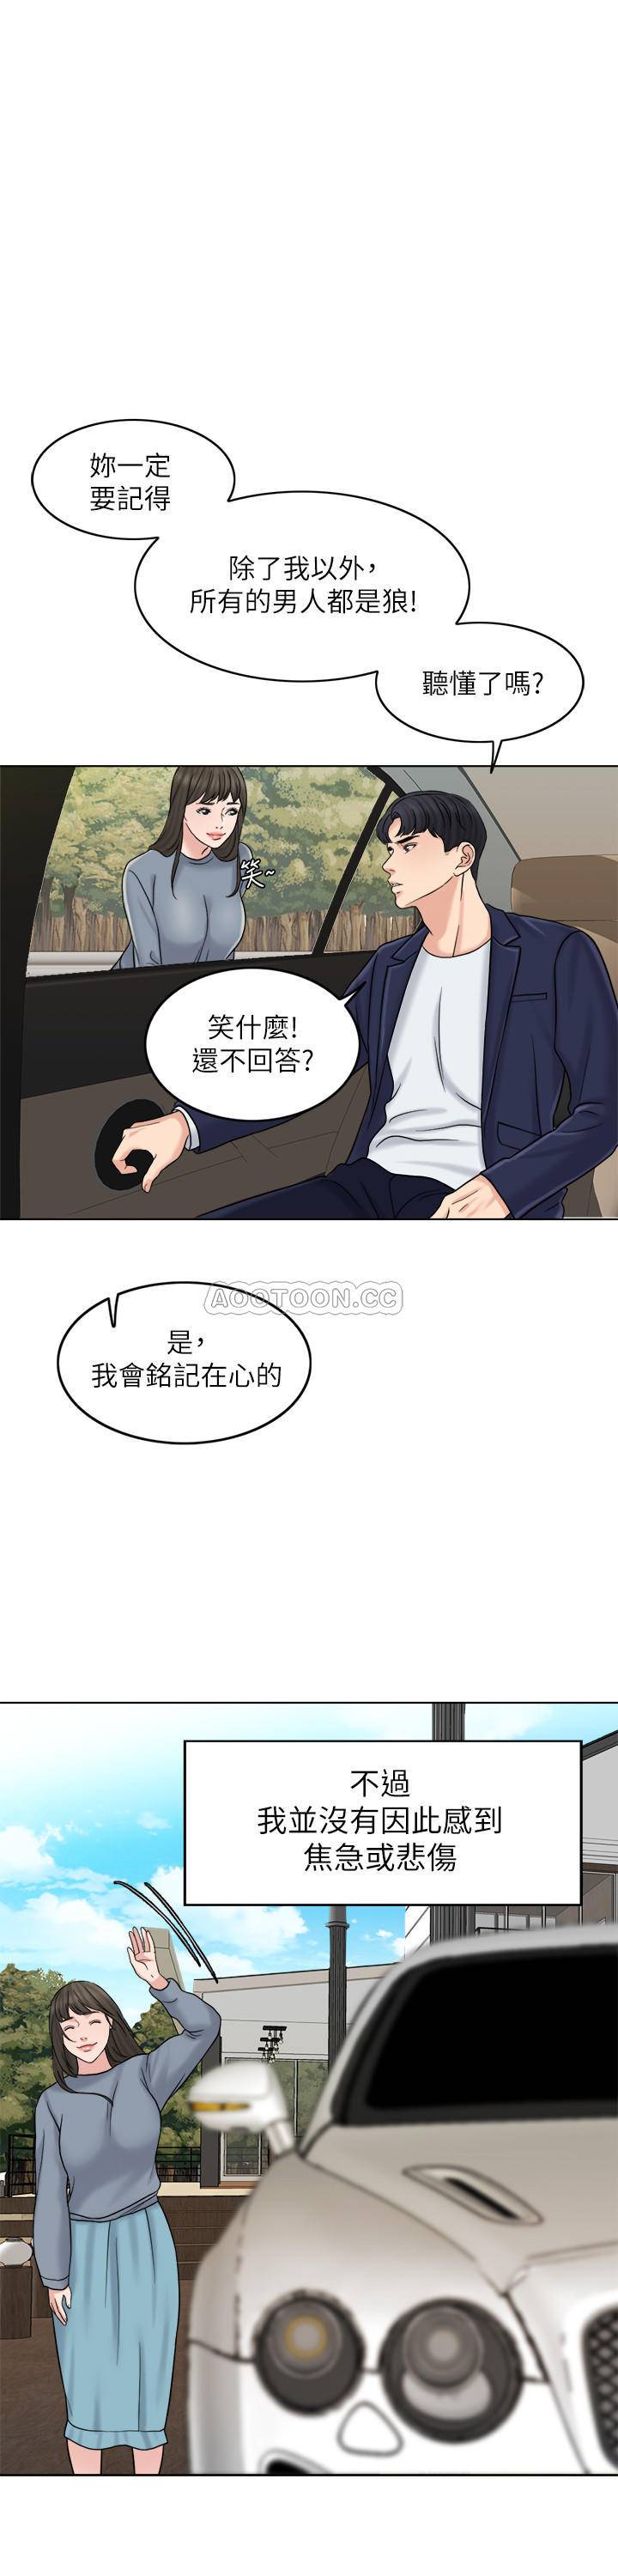 妳一定
要記得
除了我以外，
所有的男人都是狼！
聽懂了嗎？
笑~
笑什麼！
還不回答？
AOOTOON.CC
是，
我會銘記在心的
不過
我並沒有因此感到
焦急或悲傷